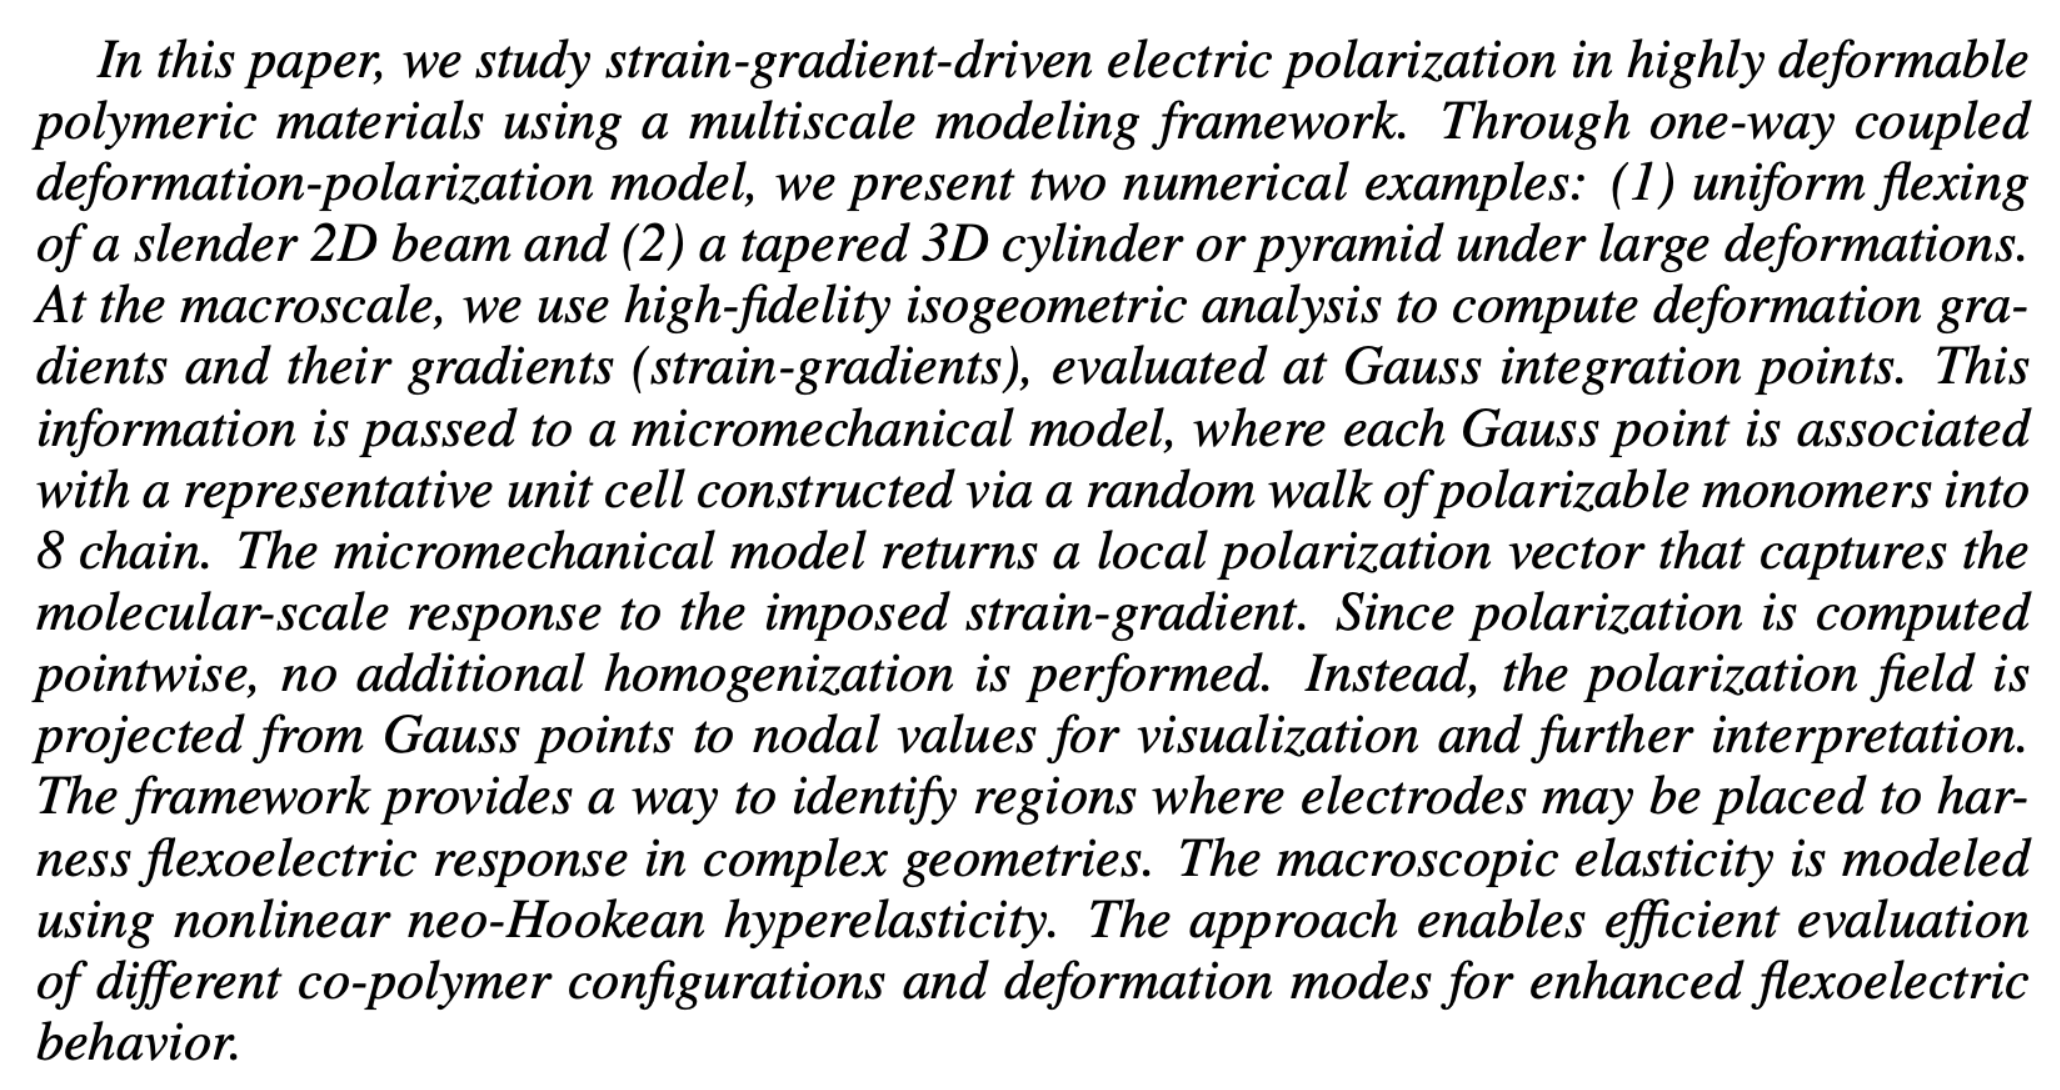 In this paper, we study strain-gradient-driven electric polarization in highly deformable
polymeric materials using a multiscale modeling framework. Through one-way coupled
deformation-polarization model, we present two numerical examples: (1) uniform flexing
of a slender 2D beam and (2) a tapered 3D cylinder or pyramid under large deformations.
At the macroscale, we use high-fidelity isogeometric analysis to compute deformation gra-
dients and their gradients (strain-gradients), evaluated at Gauss integration points. This
information is passed to a micromechanical model, where each Gauss point is associated
with a representative unit cell constructed via a random walk of polarizable monomers into
8 chain. The micromechanical model returns a local polarization vector that captures the
molecular-scale response to the imposed strain-gradient. Since polarization is computed
pointwise, no additional homogenization is performed. Instead, the polarization field is
projected from Gauss points to nodal values for visualization and further interpretation.
The framework provides a way to identify regions where electrodes may be placed to har-
ness flexoelectric response in complex geometries. The macroscopic elasticity is modeled
using nonlinear neo-Hookean hyperelasticity. The approach enables efficient evaluation
of different co-polymer configurations and deformation modes for enhanced flexoelectric
behavior.